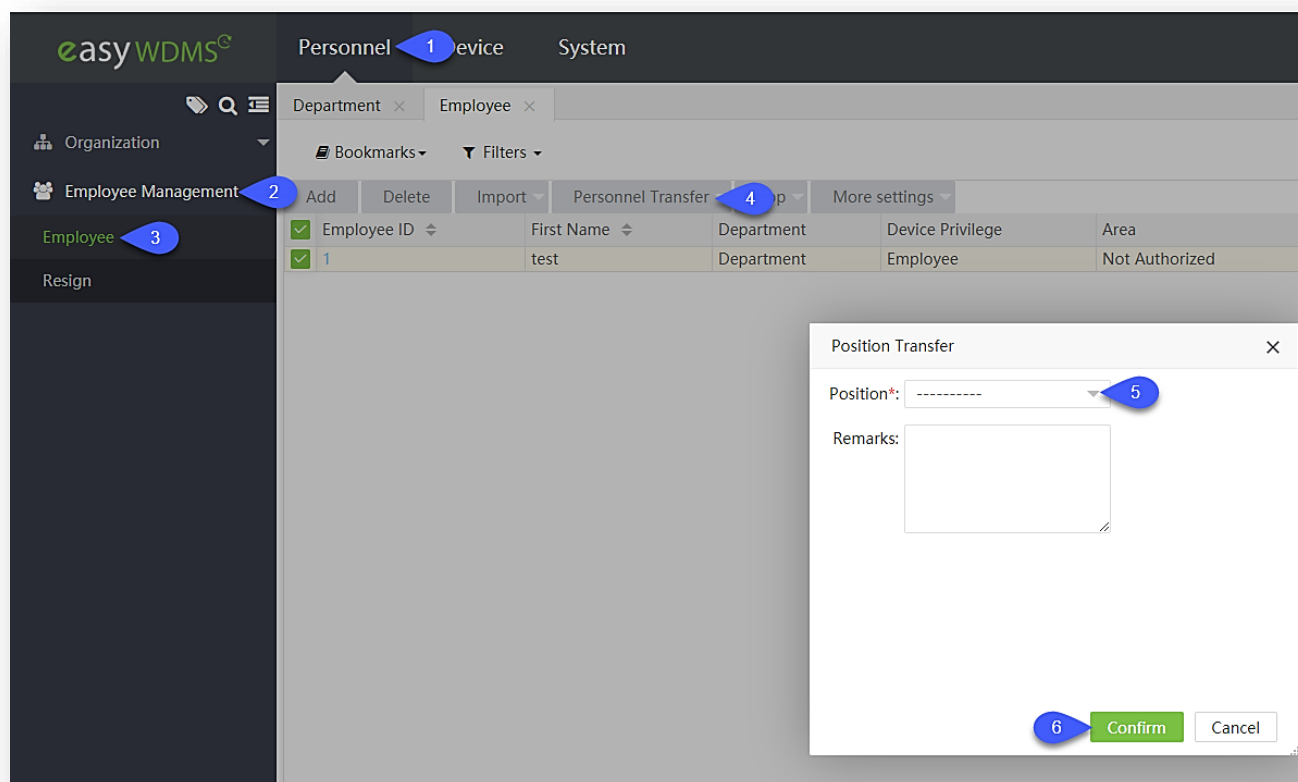 easyWDMS
Personnel 1 evice System
Department × Employee ×
Organization
Bookmarks Filters
Employee Management 2
Add Delete Import Personnel Transfer 4 pp More settings
Employee 3
Employee ID First Name Department Device Privilege Area
1 test Department Employee Not Authorized
Resign
Position Transfer ×
Position*: ---------- 5
Remarks:
6 Confirm Cancel